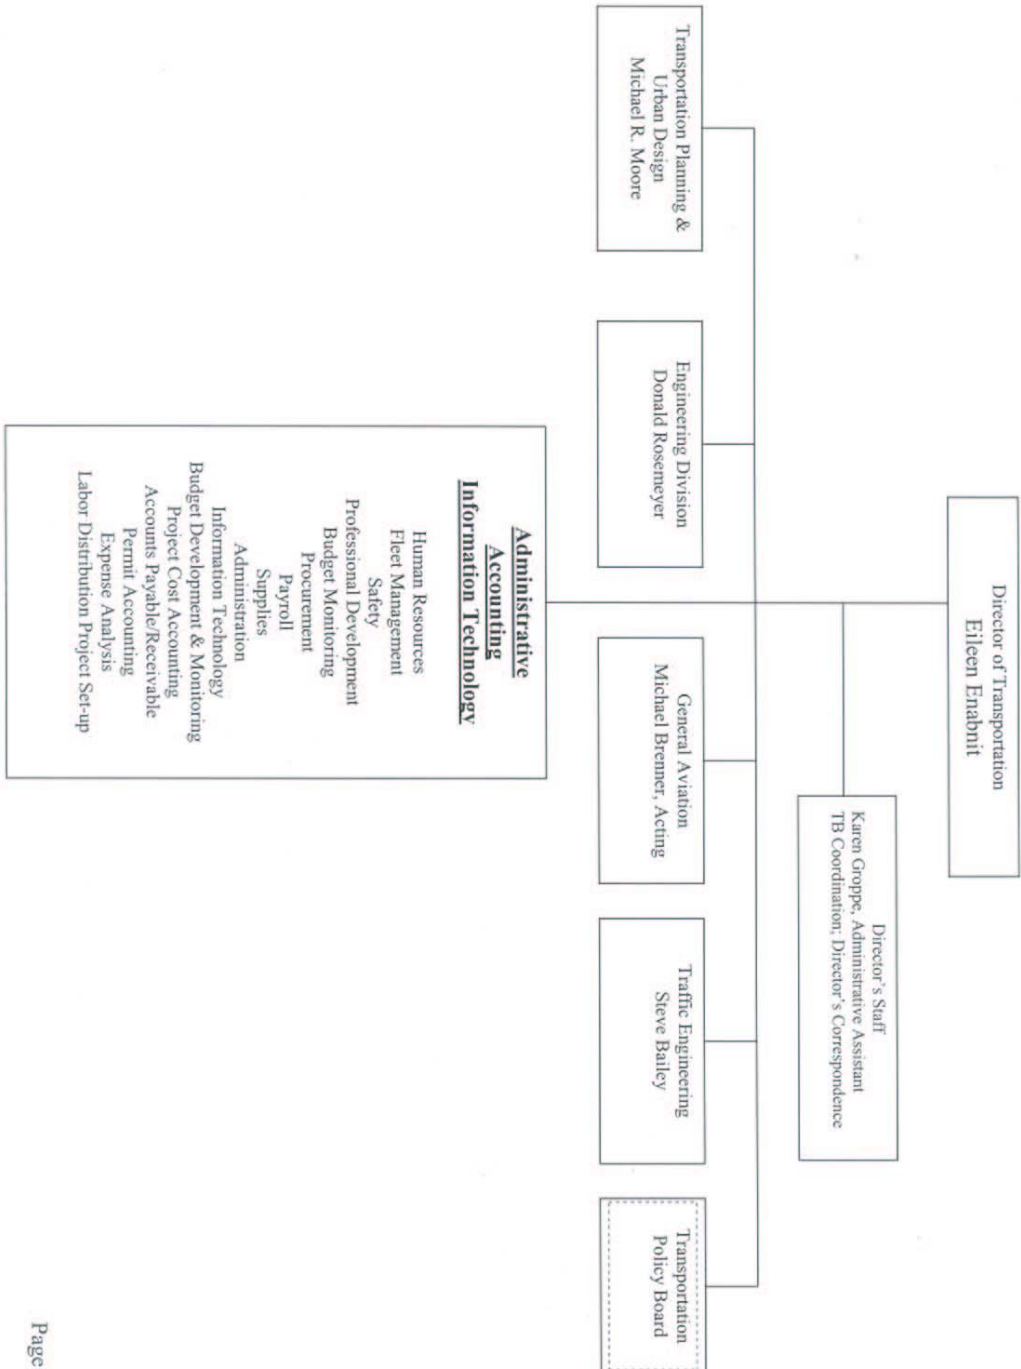 Director of Transportation
Eileen Enabnit
Director's Staff
Karen Groppe, Administrative Assistant
TB Coordination; Director's Correspondence
Transportation Planning &
Urban Design
Michael R. Moore
Engineering Division
Donald Rosemeyer
General Aviation
Michael Brenner, Acting
Traffic Engineering
Steve Bailey
Transportation
Policy Board
Administrative
Accounting
Information Technology
Human Resources
Fleet Management
Safety
Professional Development
Budget Monitoring
Procurement
Payroll
Supplies
Administration
Information Technology
Budget Development & Monitoring
Project Cost Accounting
Accounts Payable/Receivable
Permit Accounting
Expense Analysis
Labor Distribution Project Set-up
Page